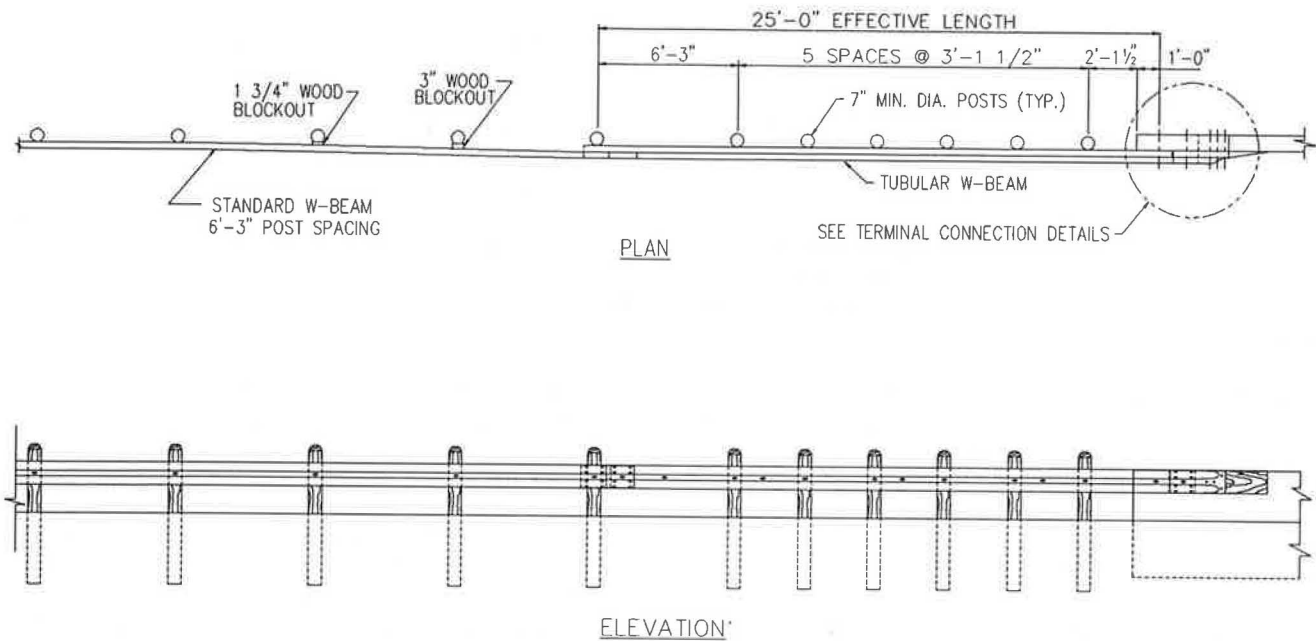 25'-0" EFFECTIVE LENGTH
6'-3"
5 SPACES @ 3'-1 1/2"
2'-1½"
1'-0"
1 3/4" WOOD
BLOCKOUT
3" WOOD
BLOCKOUT
7" MIN. DIA. POSTS (TYP.)
STANDARD W-BEAM
6'-3" POST SPACING
TUBULAR W-BEAM
SEE TERMINAL CONNECTION DETAILS
PLAN
ELEVATION